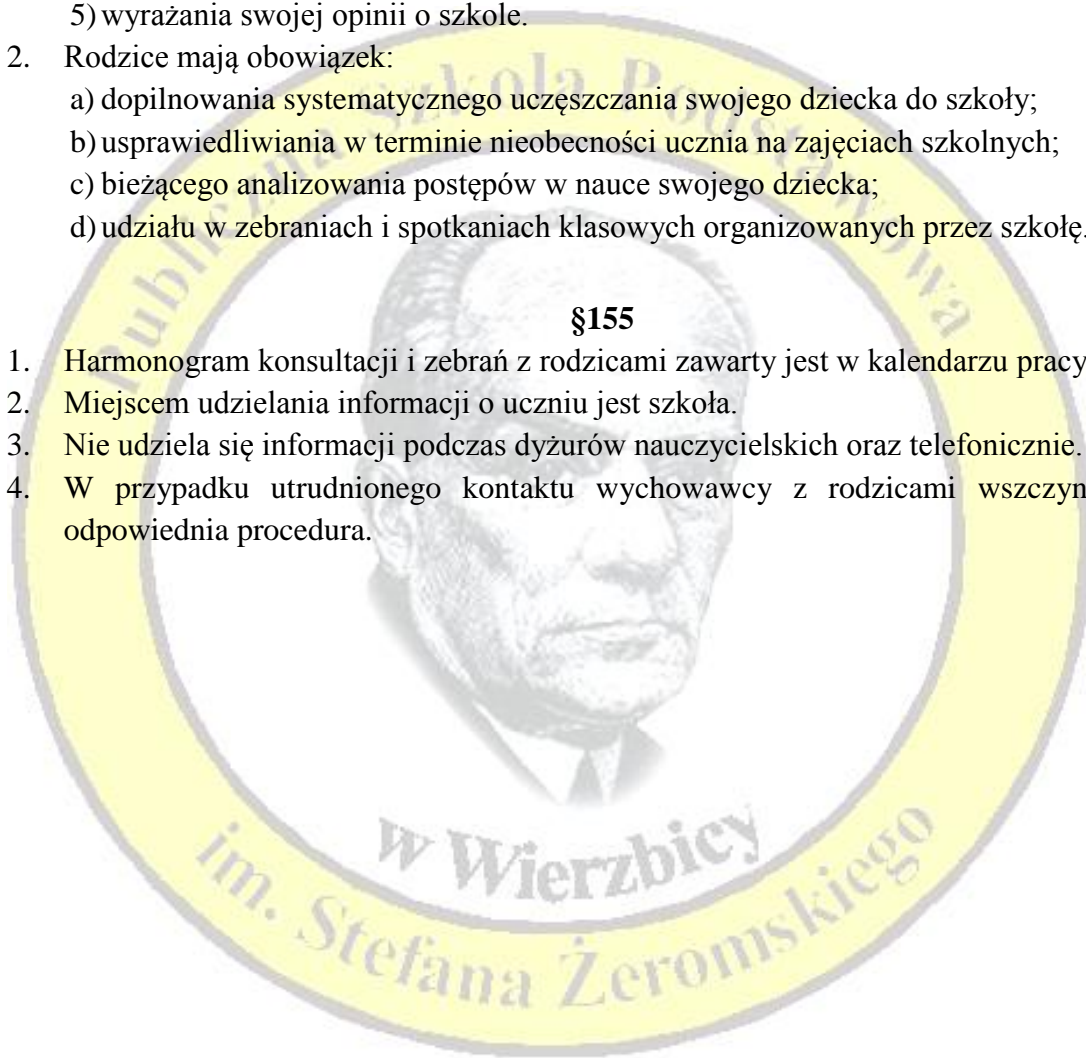 5) wyrażania swojej opinii o szkole.
2. Rodzice mają obowiązek:
a) dopilnowania systematycznego uczęszczania swojego dziecka do szkoły;
b) usprawiedliwiania w terminie nieobecności ucznia na zajęciach szkolnych;
c) bieżącego analizowania postępów w nauce swojego dziecka;
d) udziału w zebraniach i spotkaniach klasowych organizowanych przez szkołę.
§155
1. Harmonogram konsultacji i zebrań z rodzicami zawarty jest w kalendarzu pracy
2. Miejscem udzielania informacji o uczniu jest szkoła.
3. Nie udziela się informacji podczas dyżurów nauczycielskich oraz telefonicznie.
4. W przypadku utrudnionego kontaktu wychowawcy z rodzicami
odpowiednia procedura.
Publiczna Szkoła Podstawowa
w Wierzbicy
im. Stefana Żeromskiego